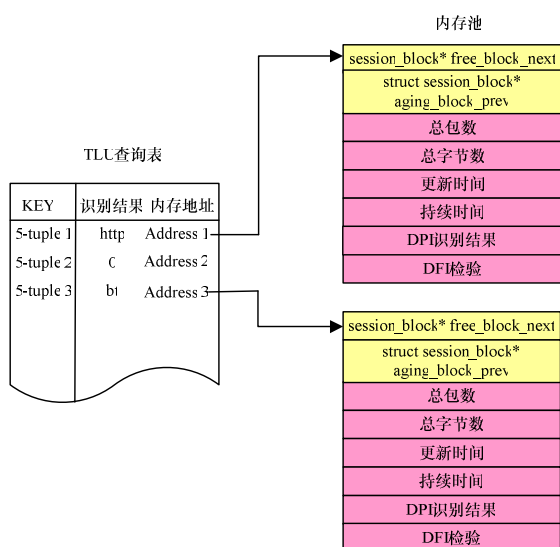 内存池
session_block* free_block_next
struct session_block*
aging_block_prev
总包数
总字节数
更新时间
持续时间
DPI识别结果
DFI检验
TLU查询表
KEY 识别结果 内存地址
5-tuple 1 http Address 1
5-tuple 2 0 Address 2
5-tuple 3 bt Address 3
session_block* free_block_next
struct session_block*
aging_block_prev
总包数
总字节数
更新时间
持续时间
DPI识别结果
DFI检验